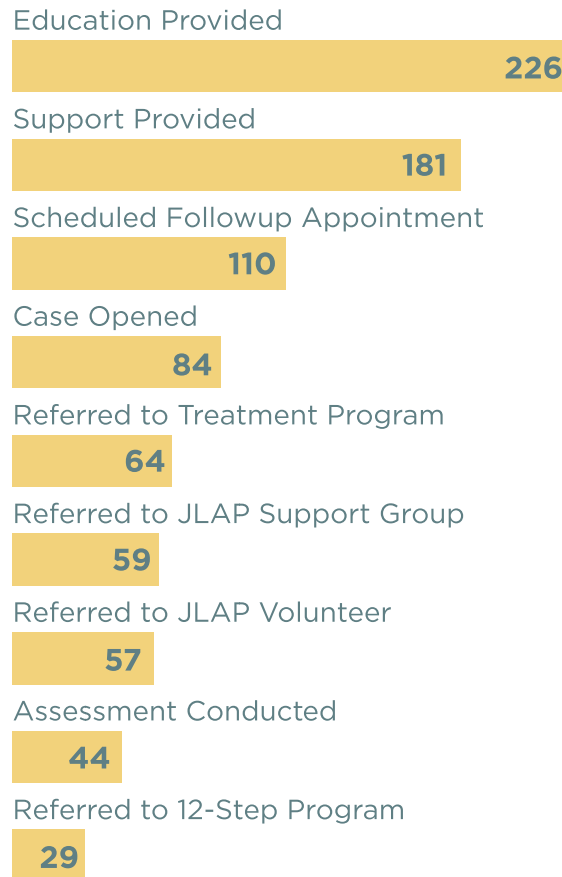 Education Provided
226
Support Provided
181
Scheduled Followup Appointment
110
Case Opened
84
Referred to Treatment Program
64
Referred to JLAP Support Group
59
Referred to JLAP Volunteer
57
Assessment Conducted
44
Referred to 12-Step Program
29